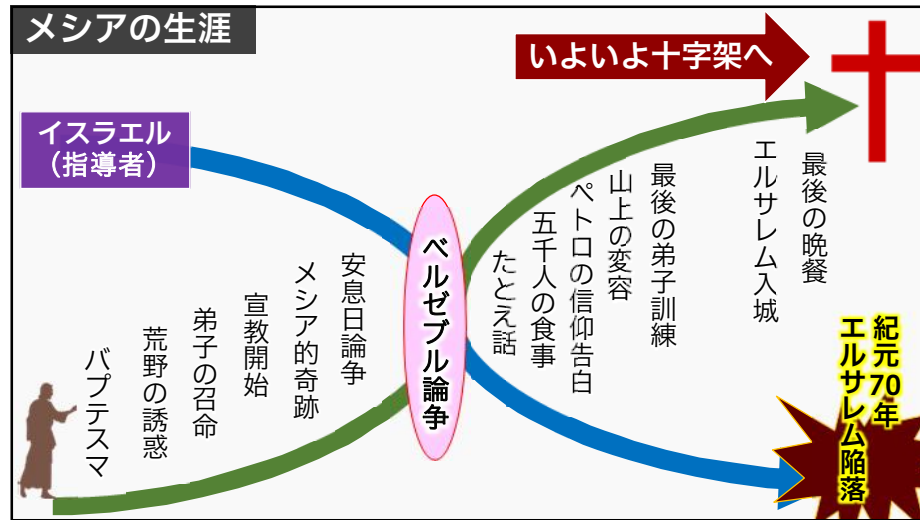 メシアの生涯
いよいよ十字架へ
イスラエル
（指導者）
バプテスマ
荒野の誘惑
弟子の召命
宣教開始
メシア的奇跡
安息日論争
ベルゼブル論争
たとえ話
五千人の食事
ペトロの信仰告白
山上の変容
最後の弟子訓練
エルサレム入城
最後の晩餐
紀元70年
エルサレム陥落